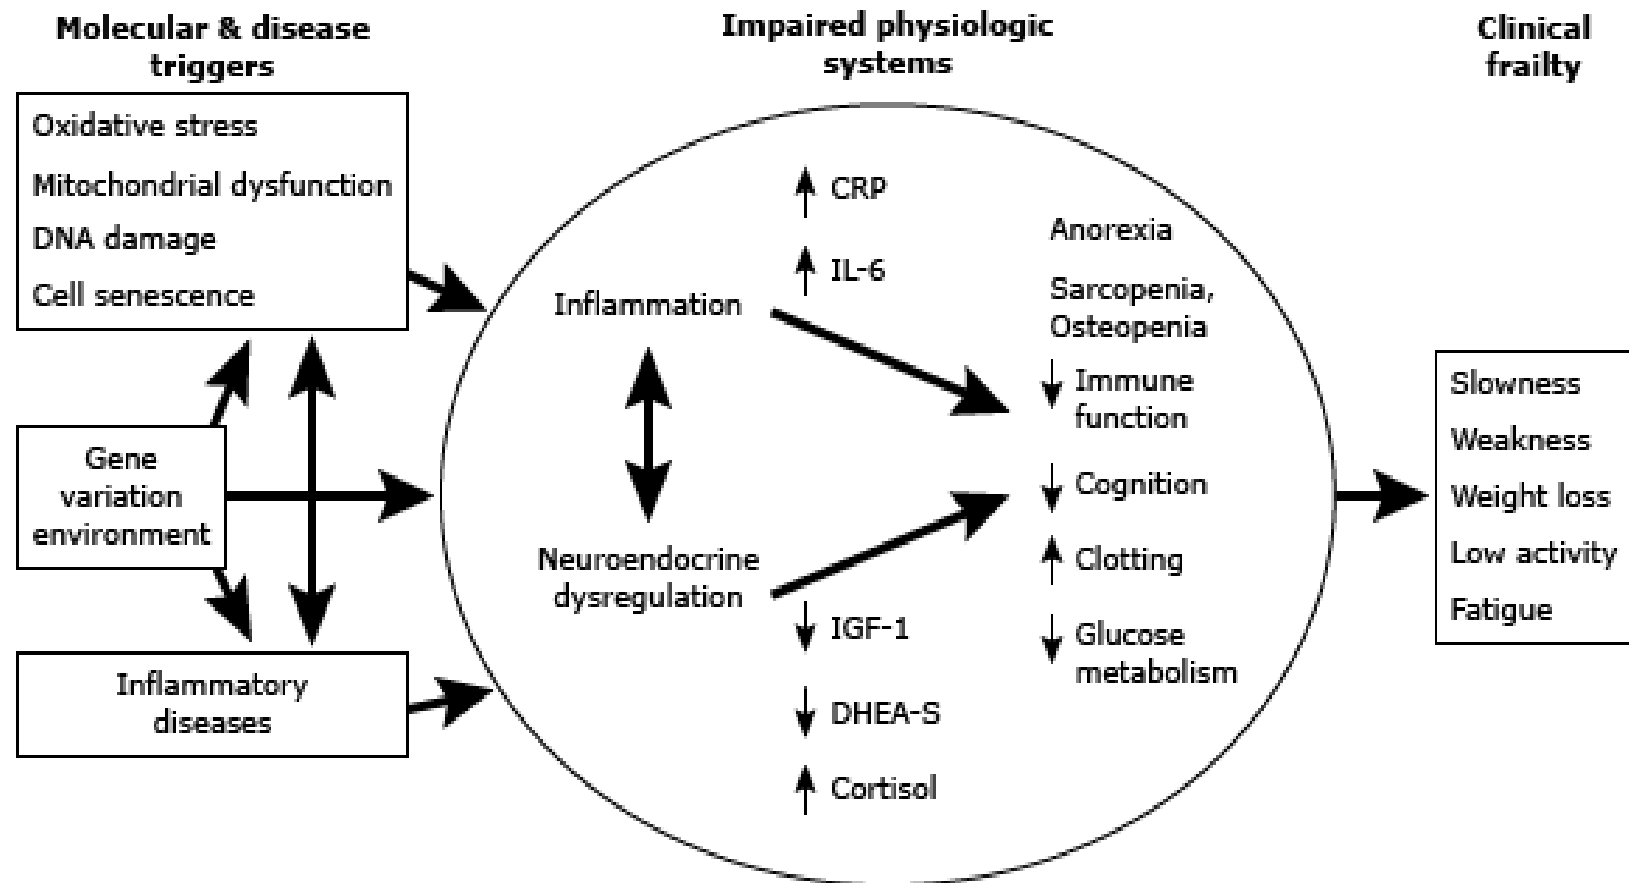 Molecular & disease
triggers
Oxidative stress
Mitochondrial dysfunction
DNA damage
Cell senescence
Gene
variation
environment
Inflammatory
diseases
Impaired physiologic
systems
CRP
IL-6
Inflammation
Neuroendocrine
dysregulation
IGF-1
DHEA-S
Cortisol
Anorexia
Sarcopenia,
Osteopenia
Immune
function
Cognition
Clotting
Glucose
metabolism
Clinical
frailty
Slowness
Weakness
Weight loss
Low activity
Fatigue